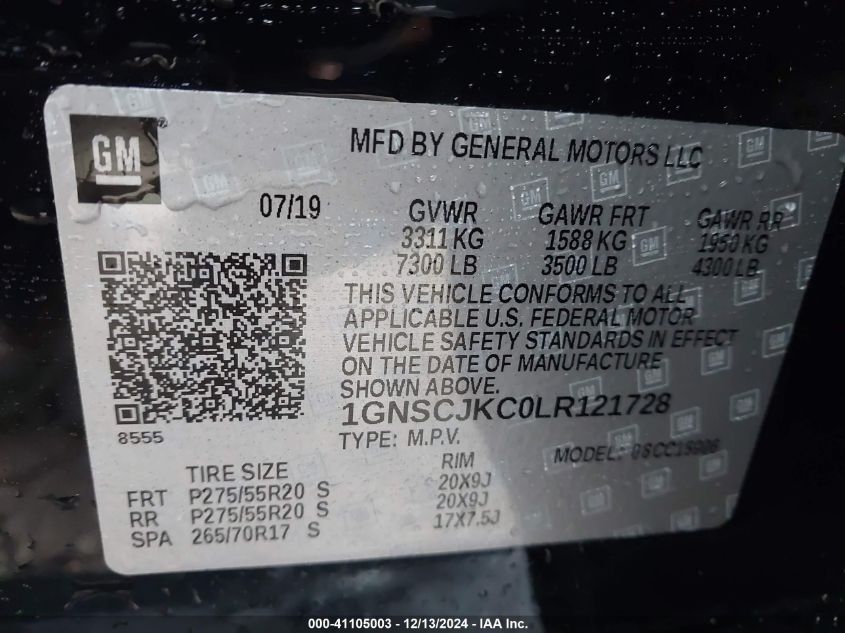 GM
MFD BY GENERAL MOTORS LLC
07/19 GVWR GAWR FRT GAWR RR
3311 KG 1588 KG 1950 KG
7300 LB 3500 LB 4300 LB
THIS VEHICLE CONFORMS TO ALL
APPLICABLE U.S. FEDERAL MOTOR
VEHICLE SAFETY STANDARDS IN EFFECT
ON THE DATE OF MANUFACTURE
SHOWN ABOVE.
1GNSCJKC0LR121728
8555
TYPE: M.P.V. MODEL:
TIRE SIZE RIM
FRT P275/55R20 S 20X9J
RR P275/55R20 S 20X9J
SPA 265/70R17 S 17X7.5J
000-41105003 - 12/13/2024 - IAA Inc.